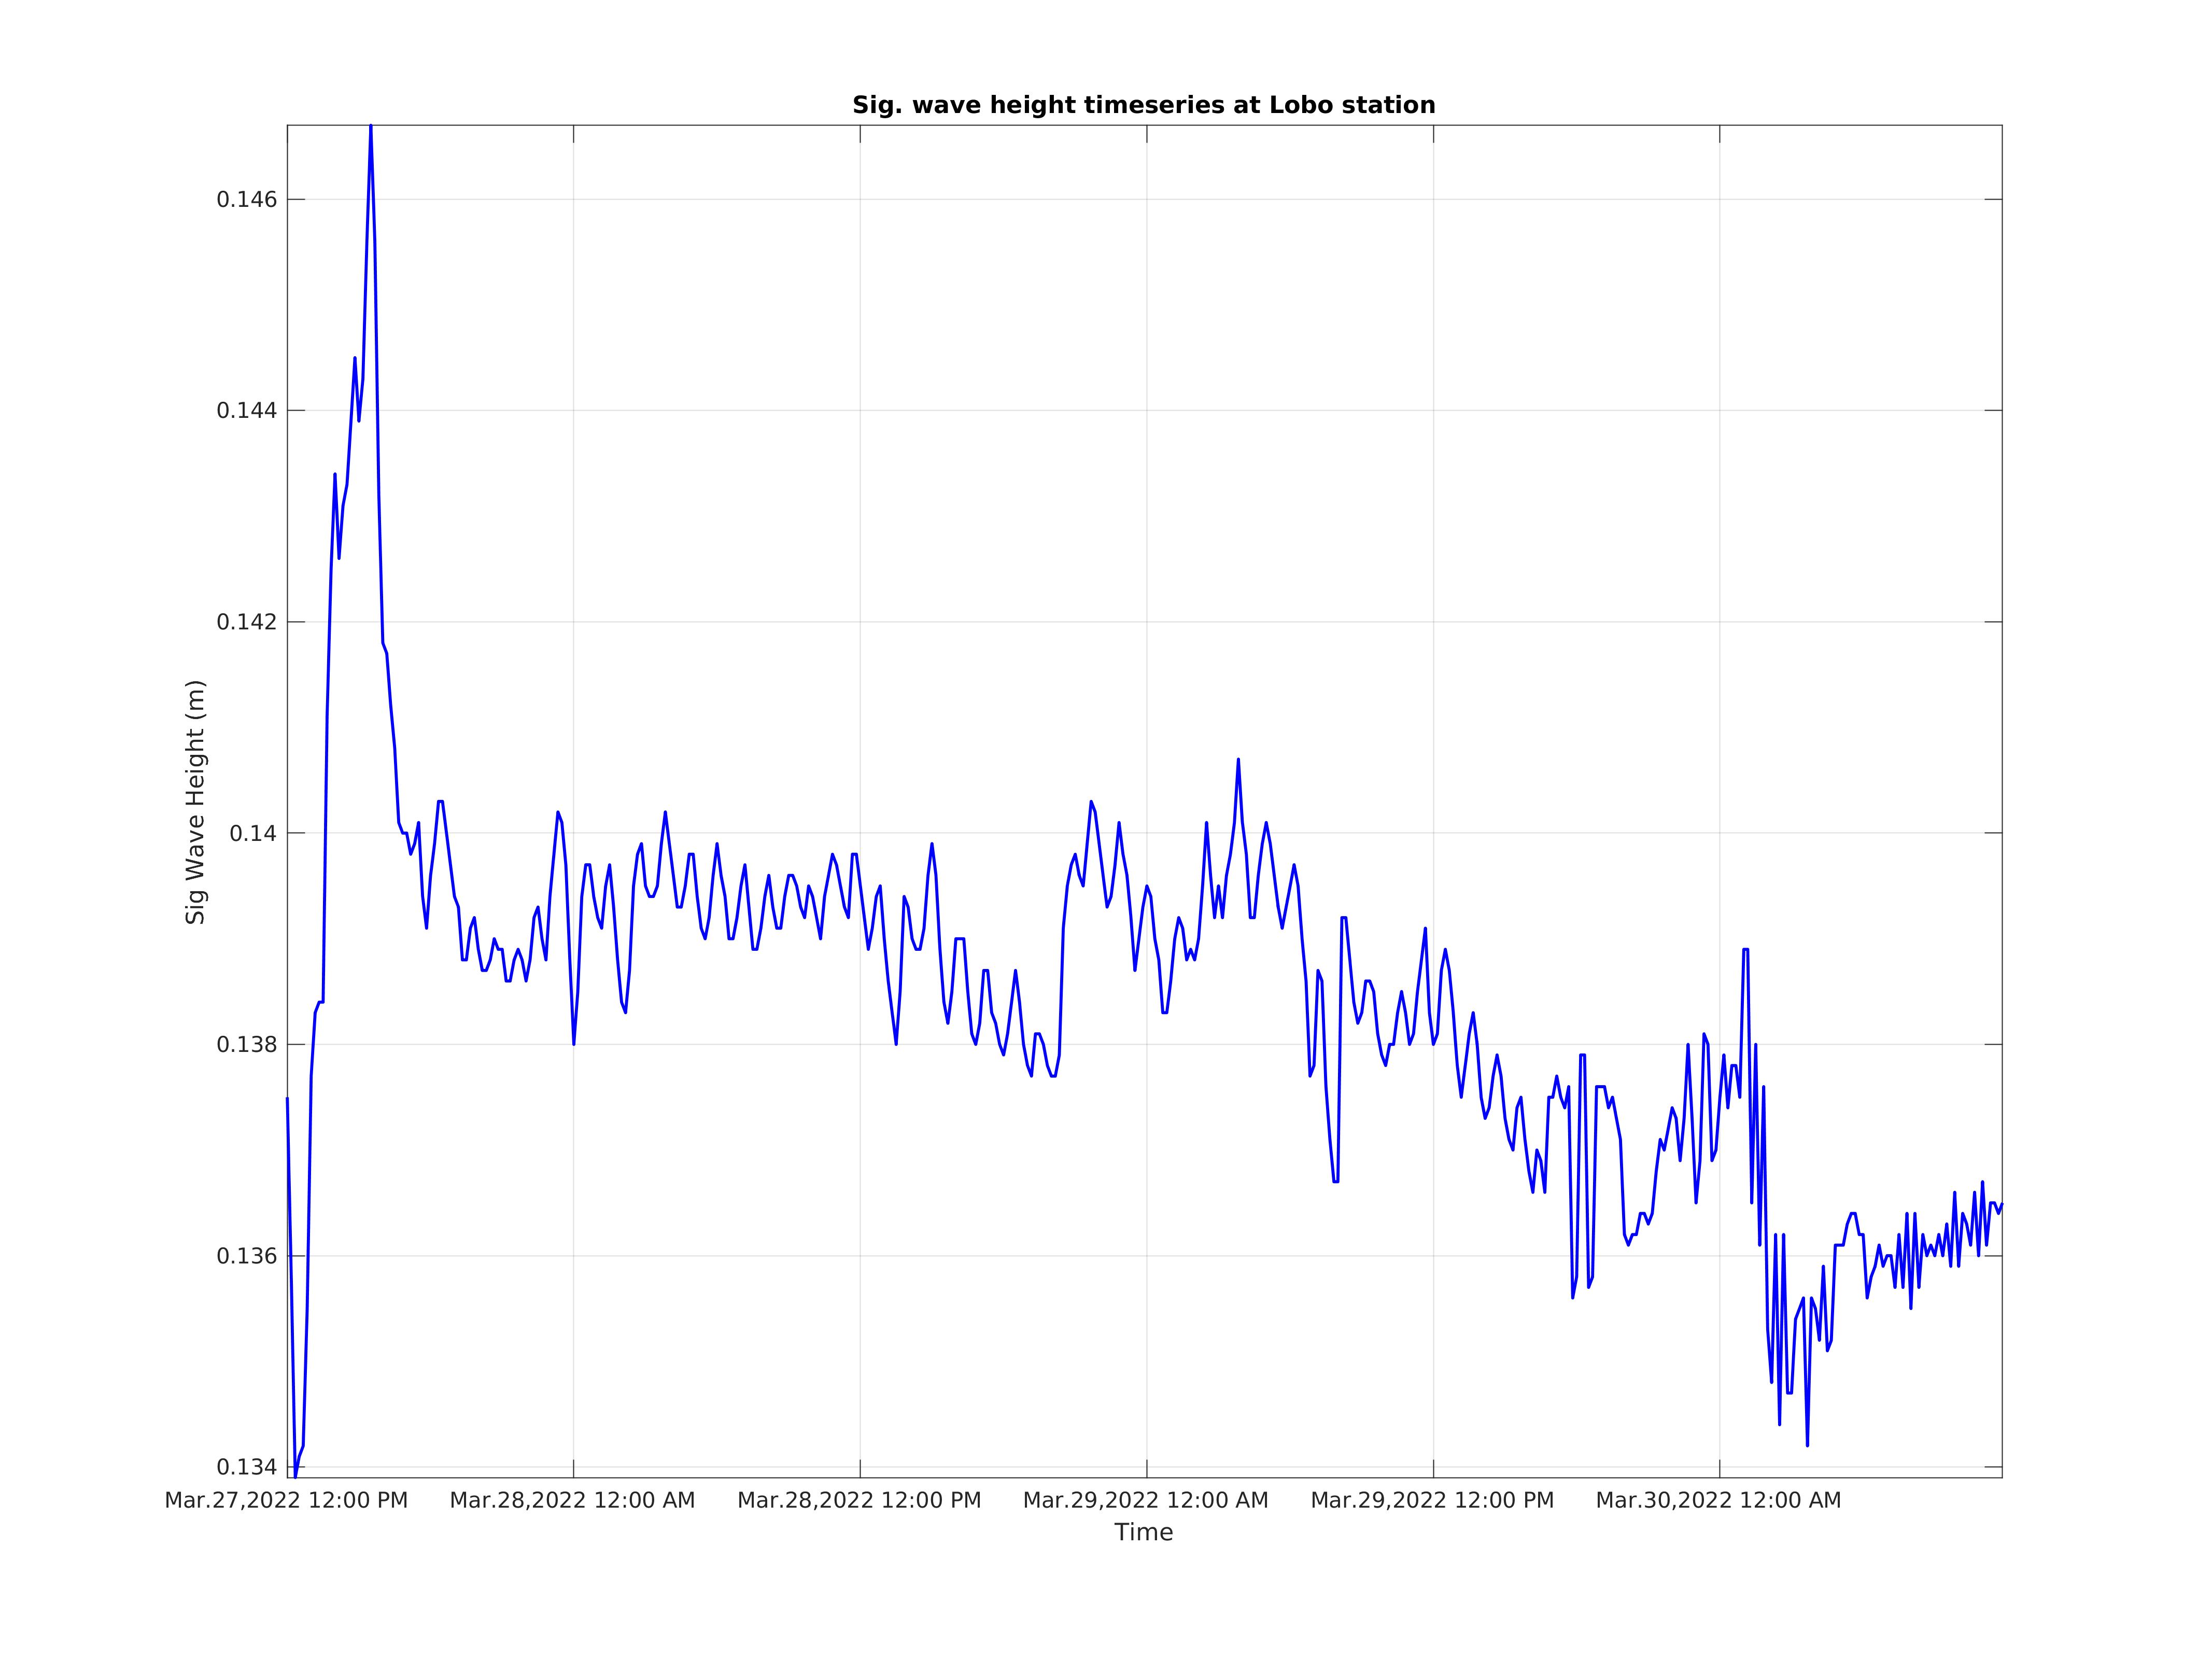 Sig. wave height timeseries at Lobo station
0.146
0.144
0.142
0.14
0.138
0.136
0.134
Sig Wave Height (m)
Mar.27,2022 12:00 PM Mar.28,2022 12:00 AM Mar.28,2022 12:00 PM Mar.29,2022 12:00 AM Mar.29,2022 12:00 PM Mar.30,2022 12:00 AM
Time